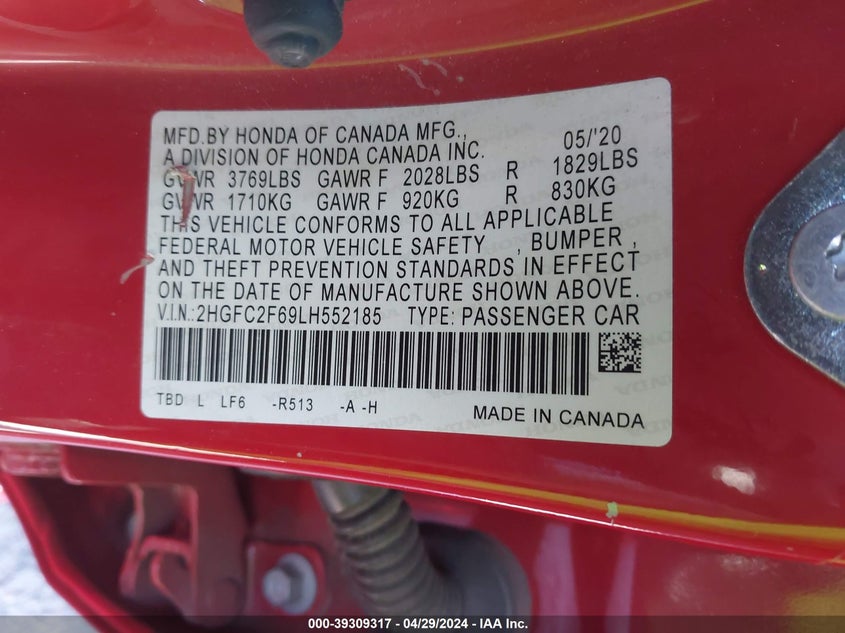 MFD.BY HONDA OF CANADA MFG., 05/'20
A DIVISION OF HONDA CANADA INC.
GVWR 3769LBS GAWR F 2028LBS R 1829LBS
GVWR 1710KG GAWR F 920KG R 830KG
THIS VEHICLE CONFORMS TO ALL APPLICABLE
FEDERAL MOTOR VEHICLE SAFETY , BUMPER ,
AND THEFT PREVENTION STANDARDS IN EFFECT
ON THE DATE OF MANUFACTURE SHOWN ABOVE.
V.I.N.:2HGFC2F69LH552185 TYPE: PASSENGER CAR
TBD L LF6 -R513 -A -H MADE IN CANADA
000-39309317 - 04/29/2024 - IAA Inc.